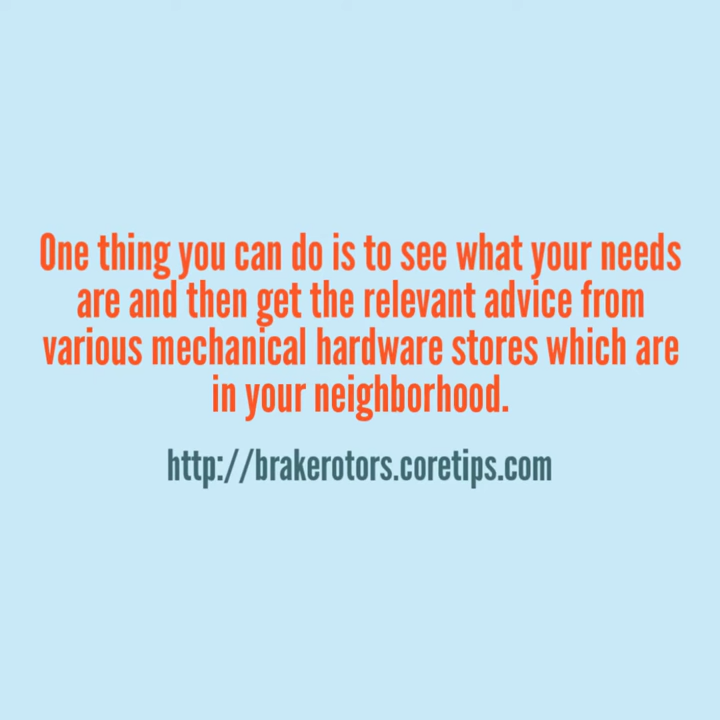 One thing you can do is to see what your needs
are and then get the relevant advice from
various mechanical hardware stores which are
in your neighborhood.
http://brakerotors.coretips.com